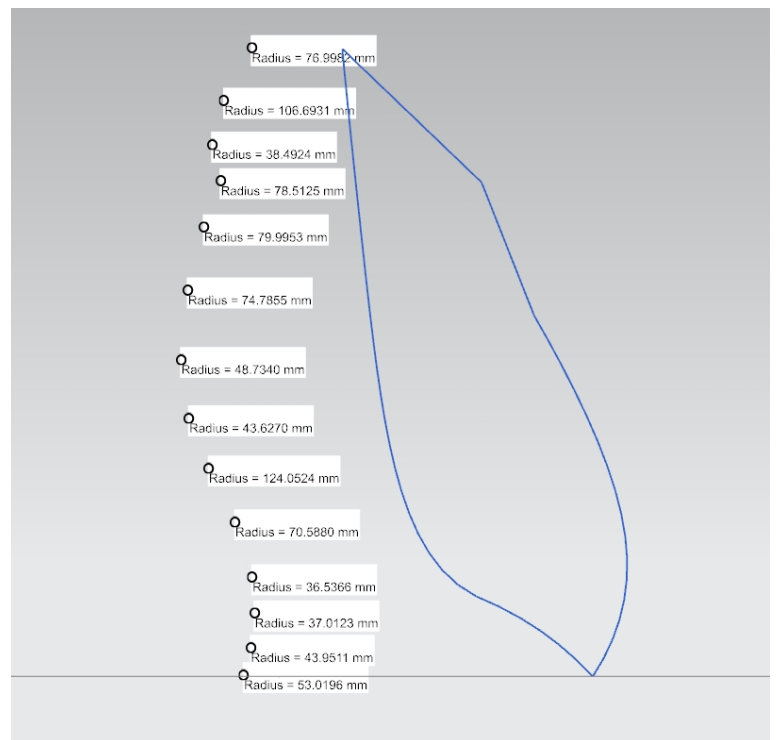 Radius = 76.9982 mm
Radius = 106.6931 mm
Radius = 38.4924 mm
Radius = 78.5125 mm
Radius = 79.9953 mm
Radius = 74.7855 mm
Radius = 48.7340 mm
Radius = 43.6270 mm
Radius = 124.0524 mm
Radius = 70.5880 mm
Radius = 36.5366 mm
Radius = 37.0123 mm
Radius = 43.9511 mm
Radius = 53.0196 mm